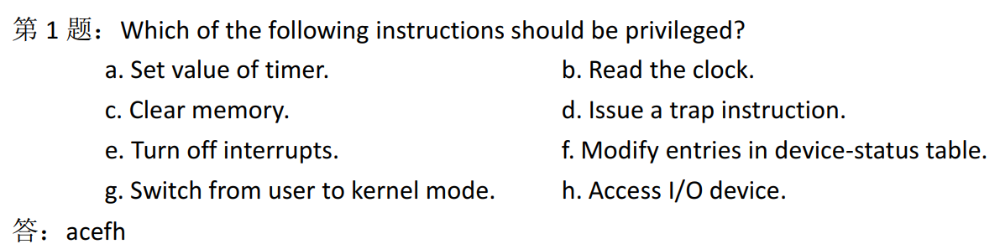 第 1 题：Which of the following instructions should be privileged?
a. Set value of timer. b. Read the clock.
c. Clear memory. d. Issue a trap instruction.
e. Turn off interrupts. f. Modify entries in device-status table.
g. Switch from user to kernel mode. h. Access I/O device.
答：acefh